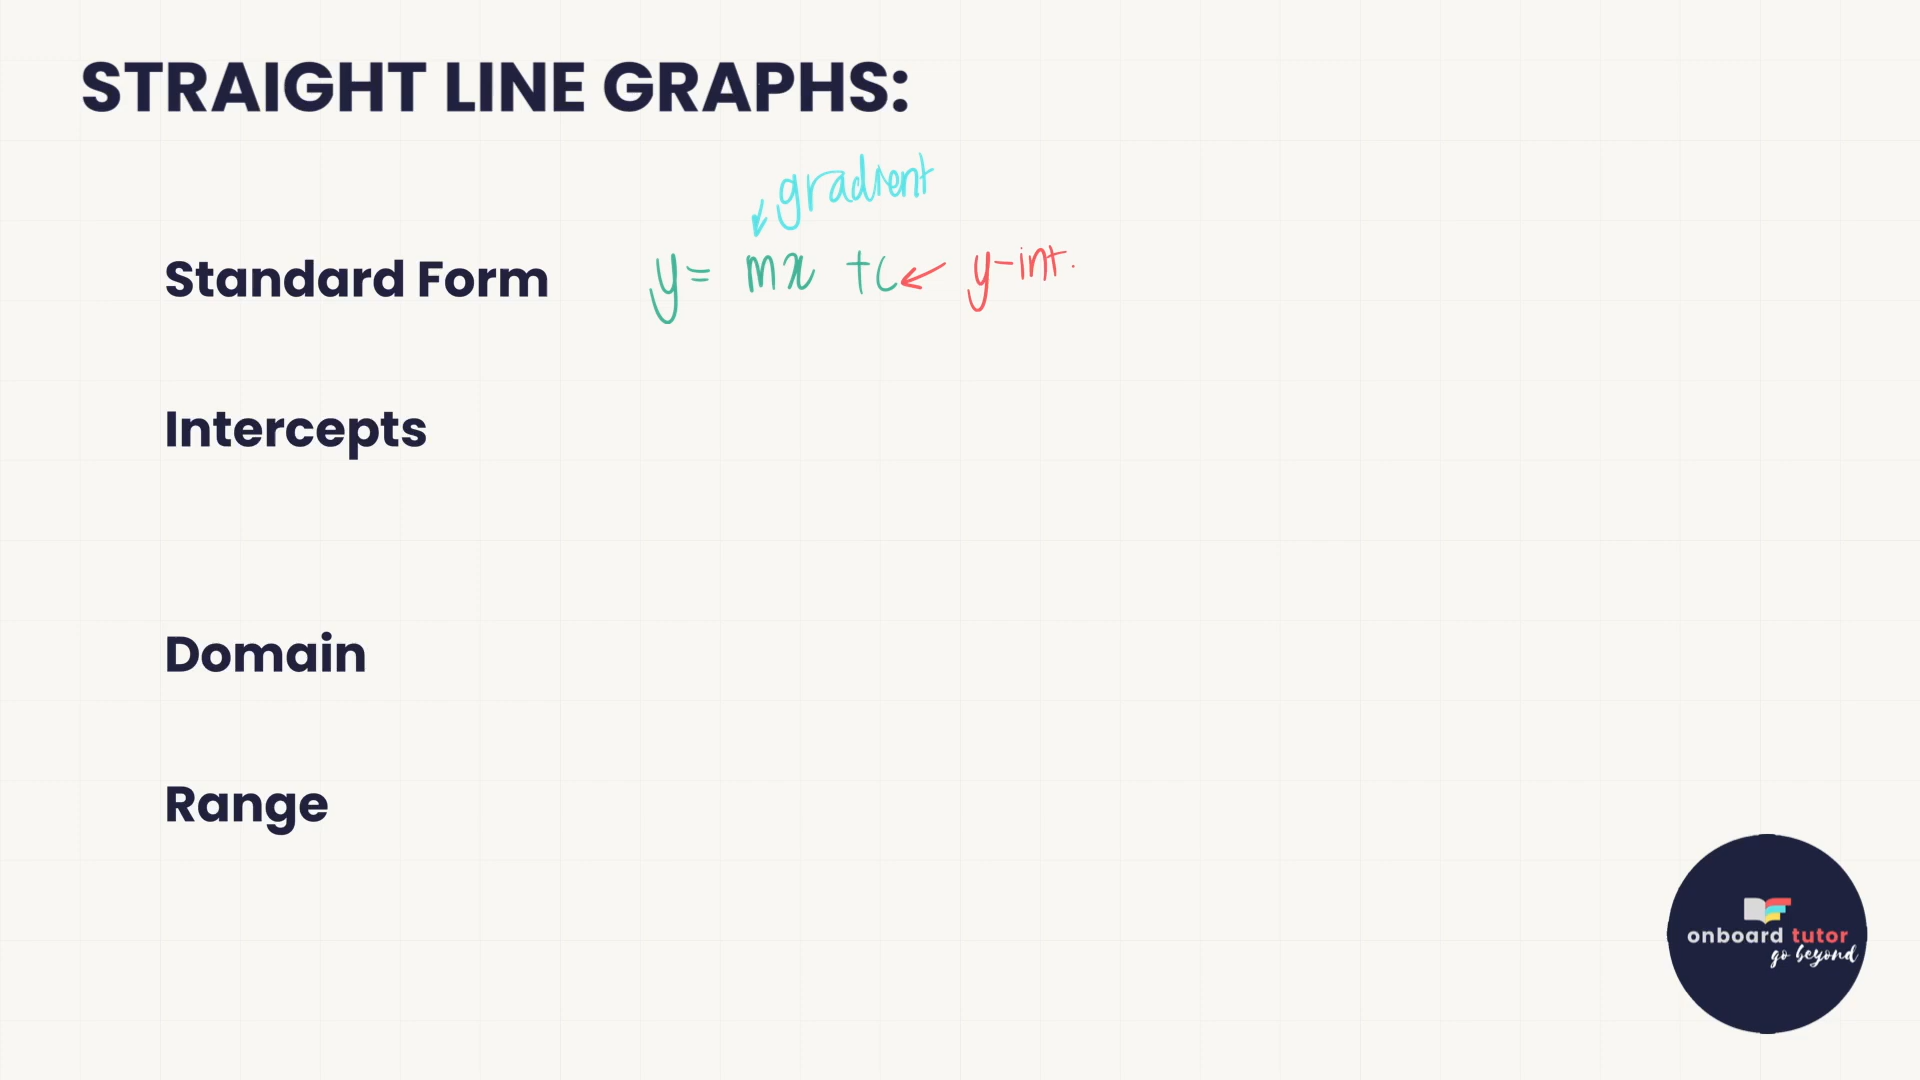 STRAIGHT LINE GRAPHS:
gradient
Standard Form y = mx + c ← y-int.
Intercepts
Domain
Range
onboard tutor
go beyond